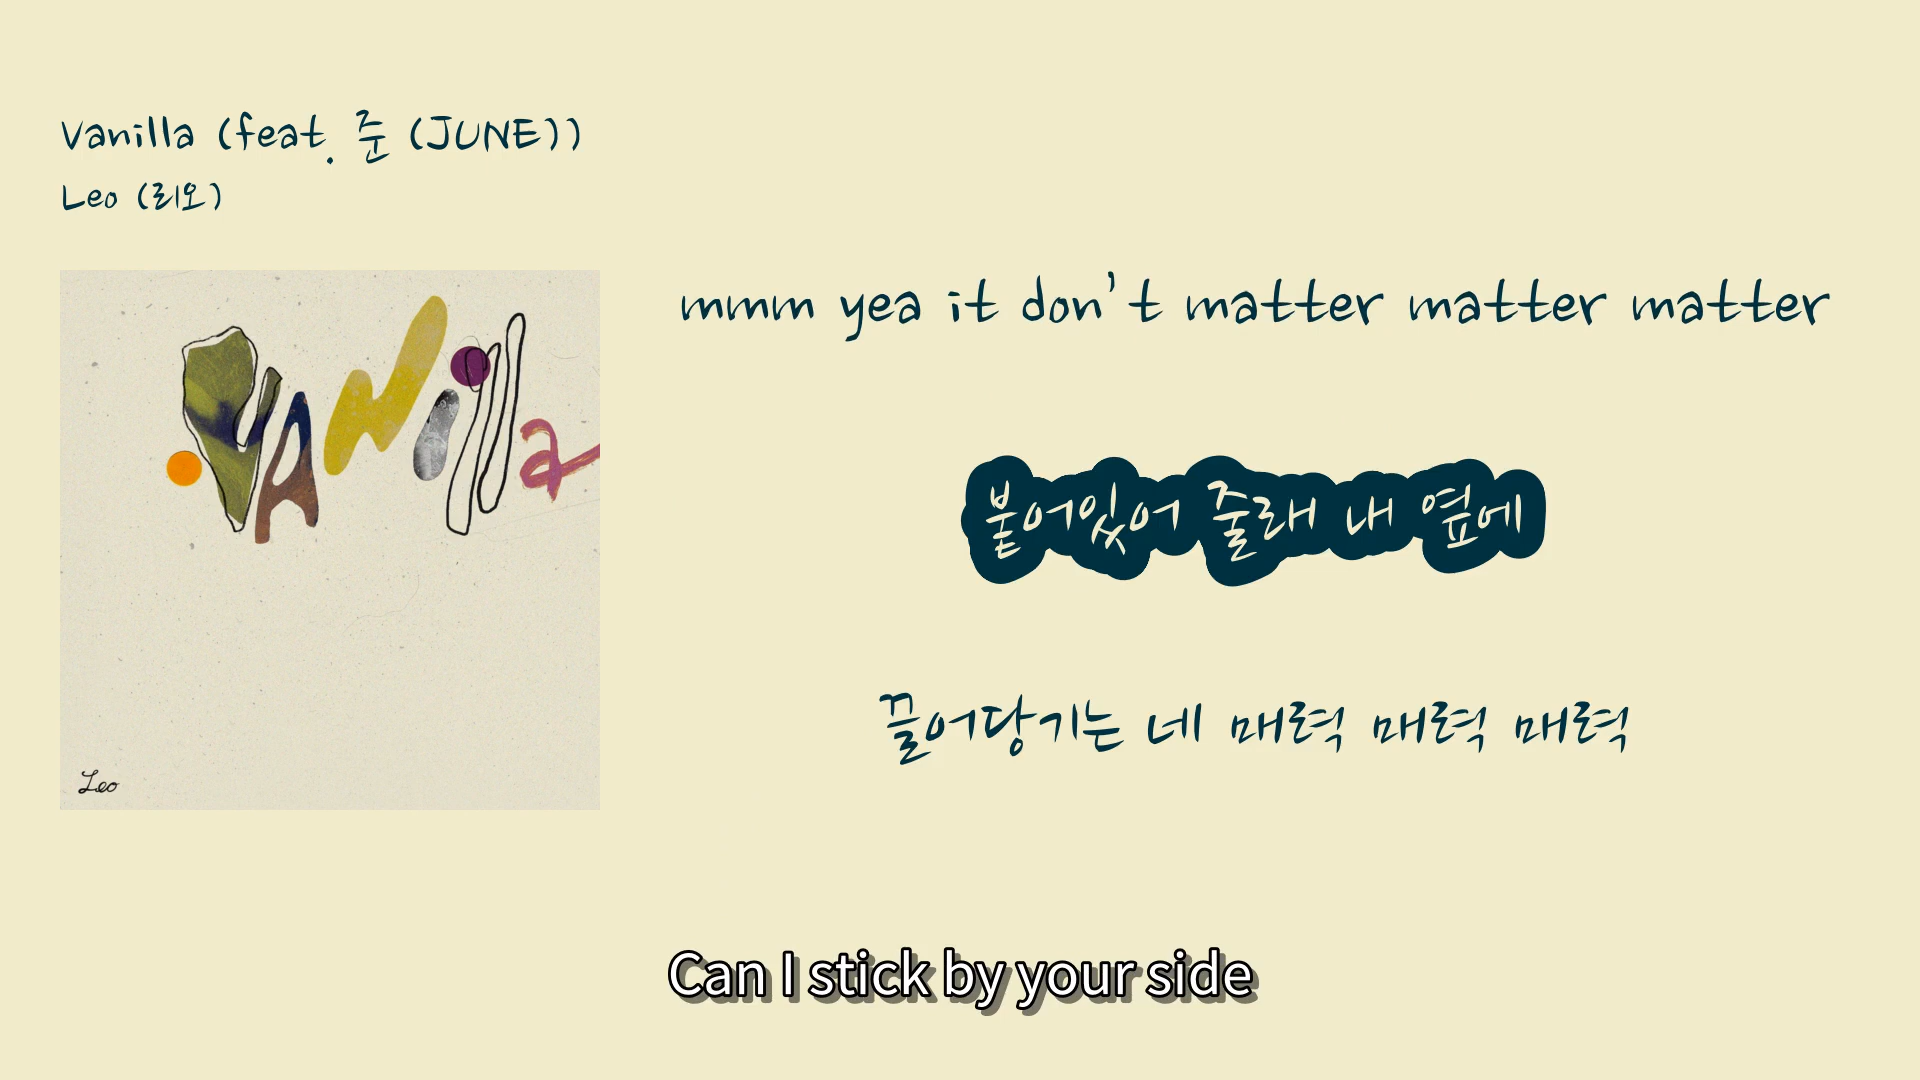 Vanilla (feat. 준 (JUNE))
Leo (리오)
VANilla
Leo
mmm yea it don't matter matter matter
붙어있어 줄래 내 옆에
끌어당기는 네 매력 매력 매력
Can I stick by your side